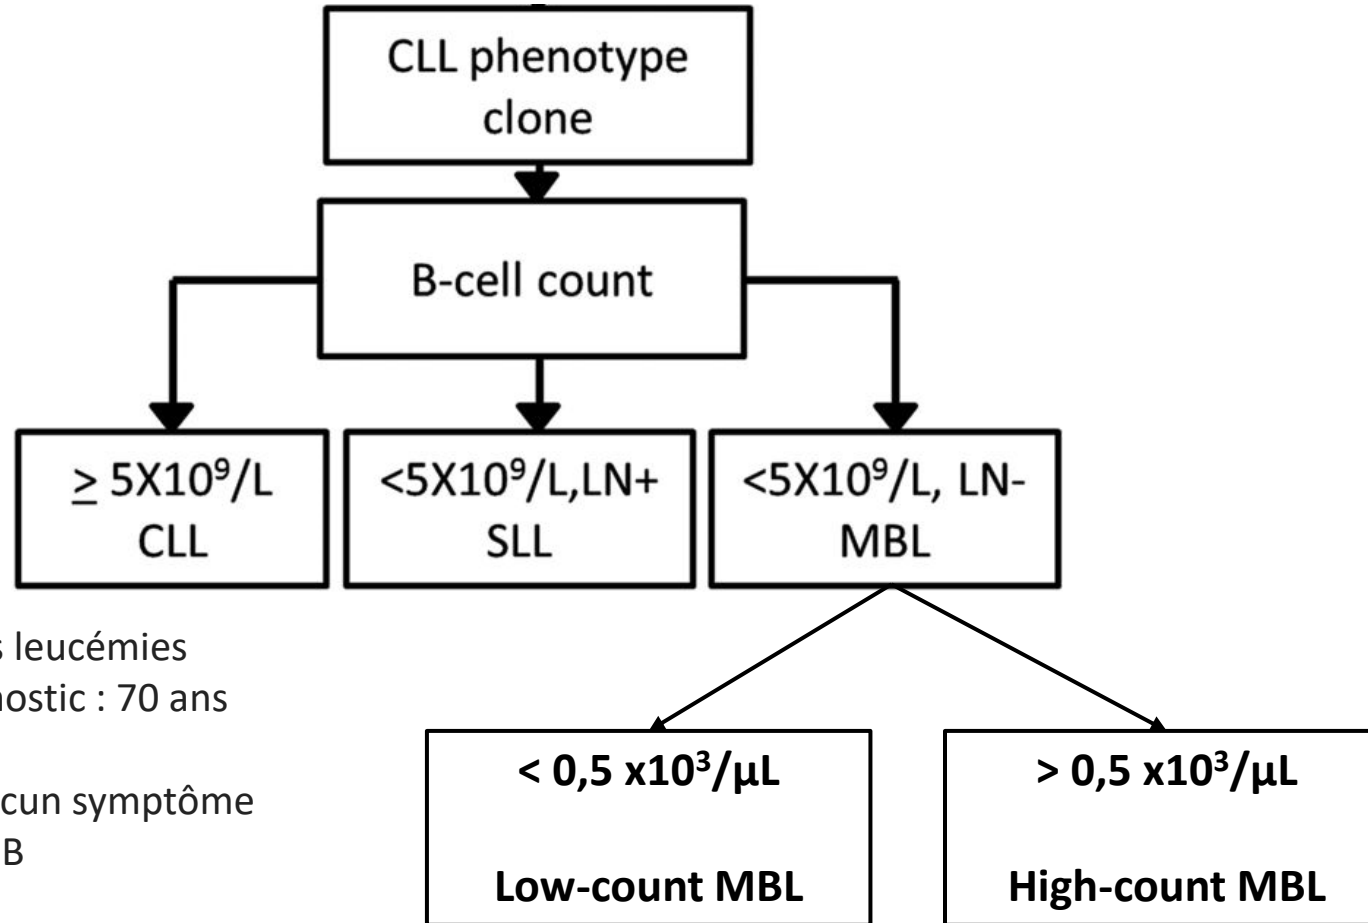 CLL phenotype
clone
B-cell count
≥ 5X10⁹/L
CLL
<5X10⁹/L,LN+
SLL
<5X10⁹/L, LN-
MBL
s leucémies
nostic : 70 ans
cun symptôme
B
< 0,5 x10³/µL
Low-count MBL
> 0,5 x10³/µL
High-count MBL